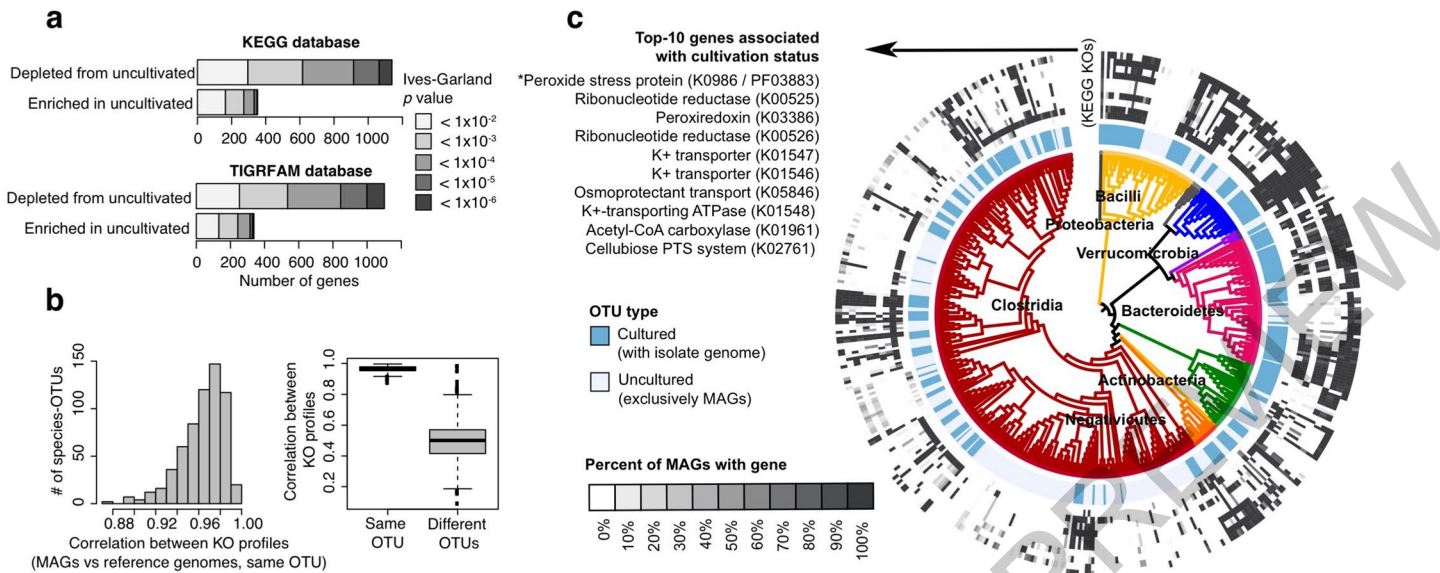 a
KEGG database
Depleted from uncultivated
Enriched in uncultivated
0 200 400 600 800 1000
Ives-Garland
p value
< 1x10-2
< 1x10-3
< 1x10-4
< 1x10-5
< 1x10-6
TIGRFAM database
Depleted from uncultivated
Enriched in uncultivated
0 200 400 600 800 1000
Number of genes
b
# of species-OTUs
150
100
50
0
0.88 0.92 0.96 1.00
Correlation between KO profiles
(MAGs vs reference genomes, same OTU)
Correlation between
KO profiles
1.0
0.8
0.6
0.4
0.2
Same
OTU
Different
OTUs
c
Top-10 genes associated
with cultivation status
*Peroxide stress protein (K0986 / PF03883)
Ribonucleotide reductase (K00525)
Peroxiredoxin (K03386)
Ribonucleotide reductase (K00526)
K+ transporter (K01547)
K+ transporter (K01546)
Osmoprotectant transport (K05846)
K+-transporting ATPase (K01548)
Acetyl-CoA carboxylase (K01961)
Cellubiose PTS system (K02761)
OTU type
Cultured
(with isolate genome)
Uncultured
(exclusively MAGs)
Percent of MAGs with gene
0%
10%
20%
30%
40%
50%
60%
70%
80%
90%
100%
(KEGG KOs)
Bacilli
Proteobacteria
Verrucomicrobia
Clostridia
Bacteroidetes
Actinobacteria
Negativicutes
PREVIEW